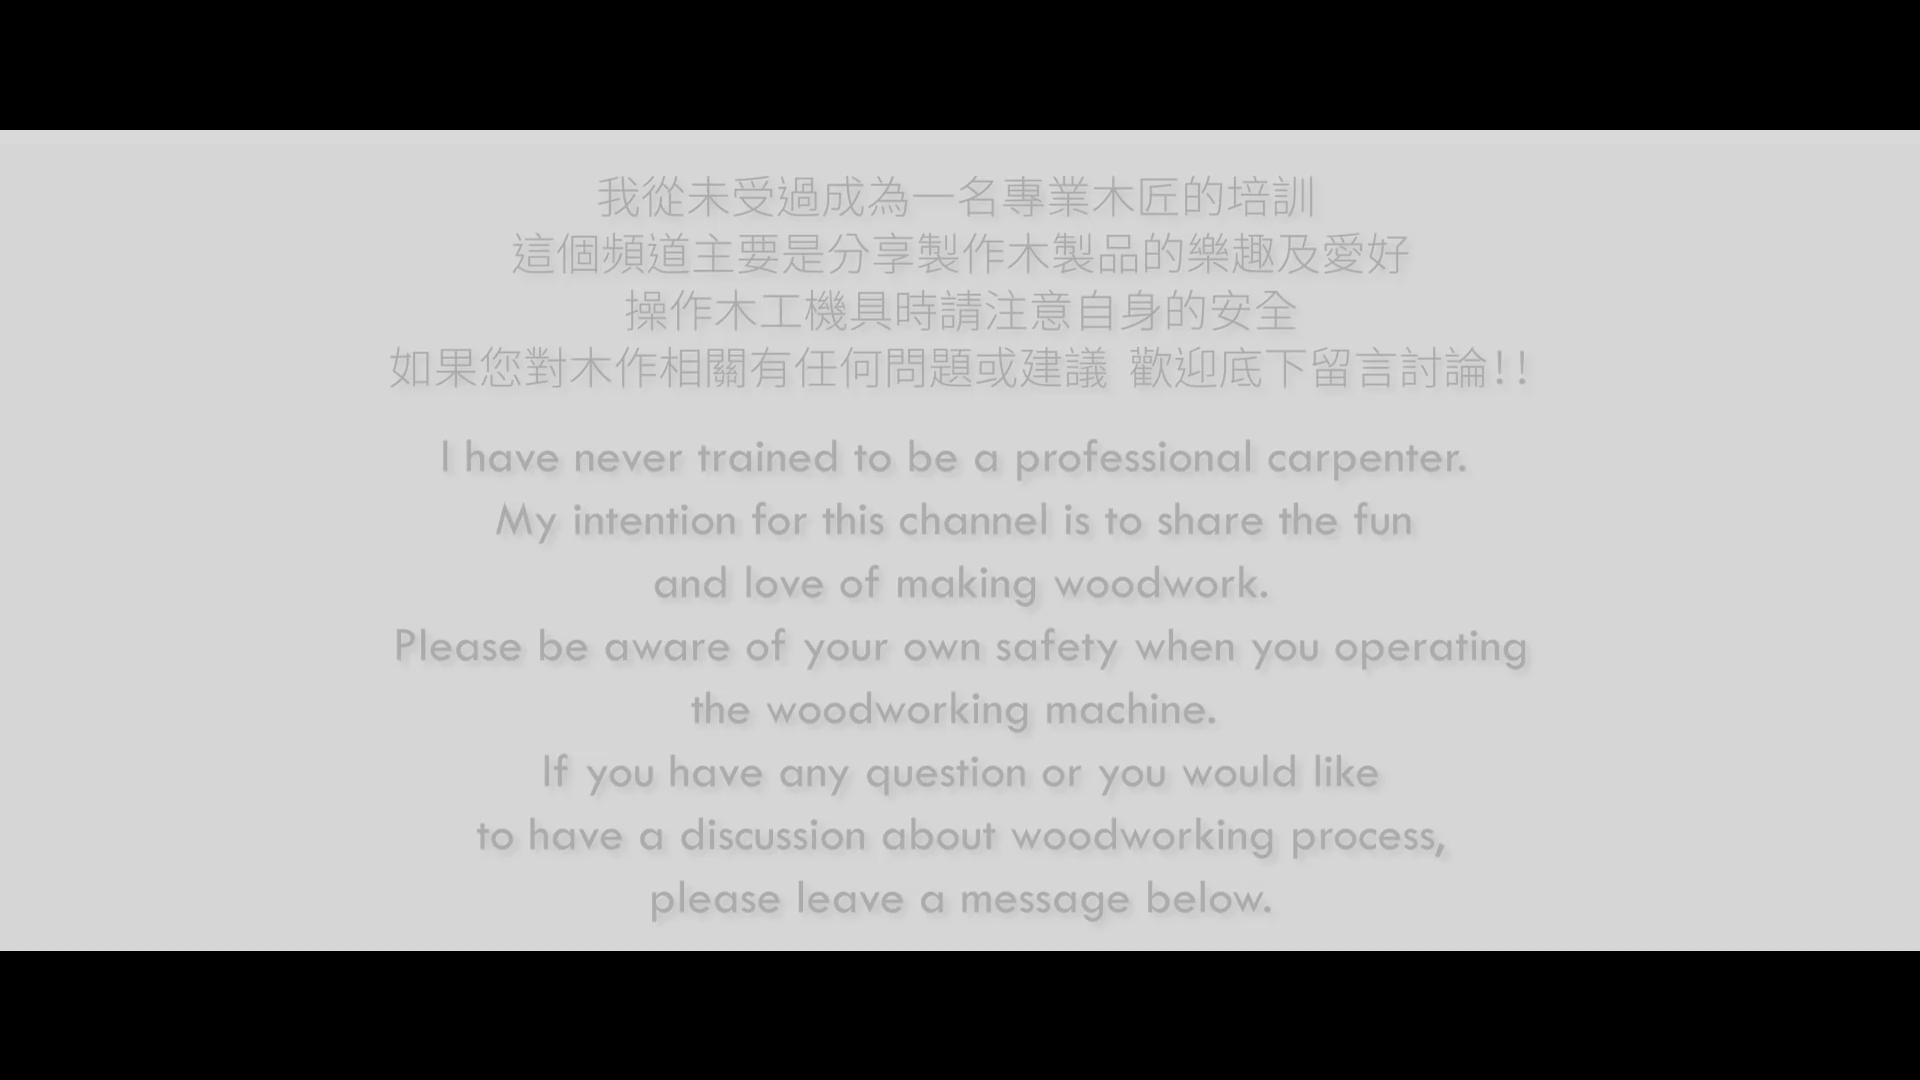 我從未受過成為一名專業木匠的培訓
這個頻道主要是分享製作木製品的樂趣及愛好
操作木工機具時請注意自身的安全
如果您對木作相關有任何問題或建議 歡迎底下留言討論!!
I have never trained to be a professional carpenter.
My intention for this channel is to share the fun
and love of making woodwork.
Please be aware of your own safety when you operating
the woodworking machine.
If you have any question or you would like
to have a discussion about woodworking process,
please leave a message below.